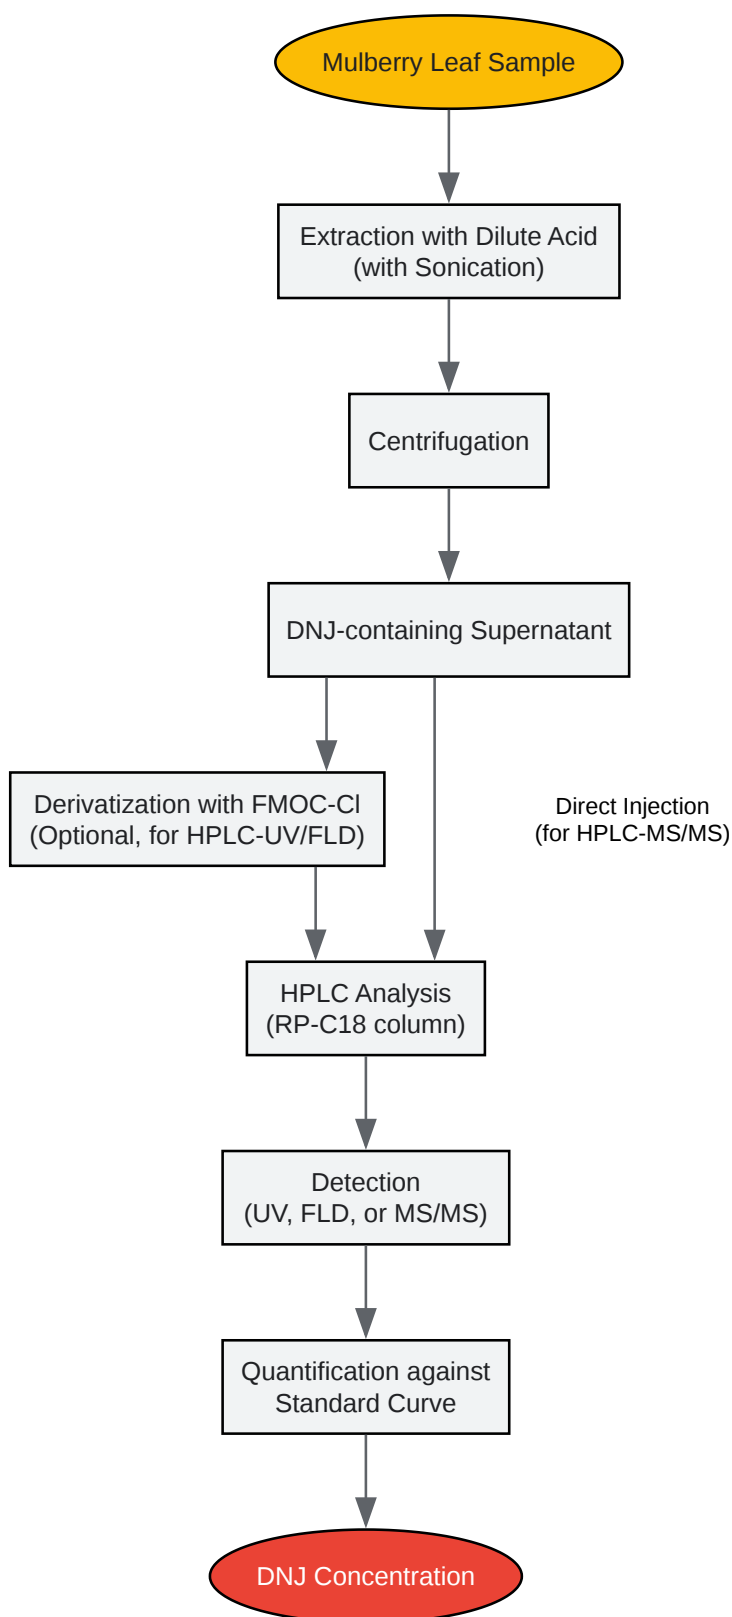 Mulberry Leaf Sample
Extraction with Dilute Acid
(with Sonication)
Centrifugation
DNJ-containing Supernatant
Derivatization with FMOC-Cl
(Optional, for HPLC-UV/FLD)
Direct Injection
(for HPLC-MS/MS)
HPLC Analysis
(RP-C18 column)
Detection
(UV, FLD, or MS/MS)
Quantification against
Standard Curve
DNJ Concentration